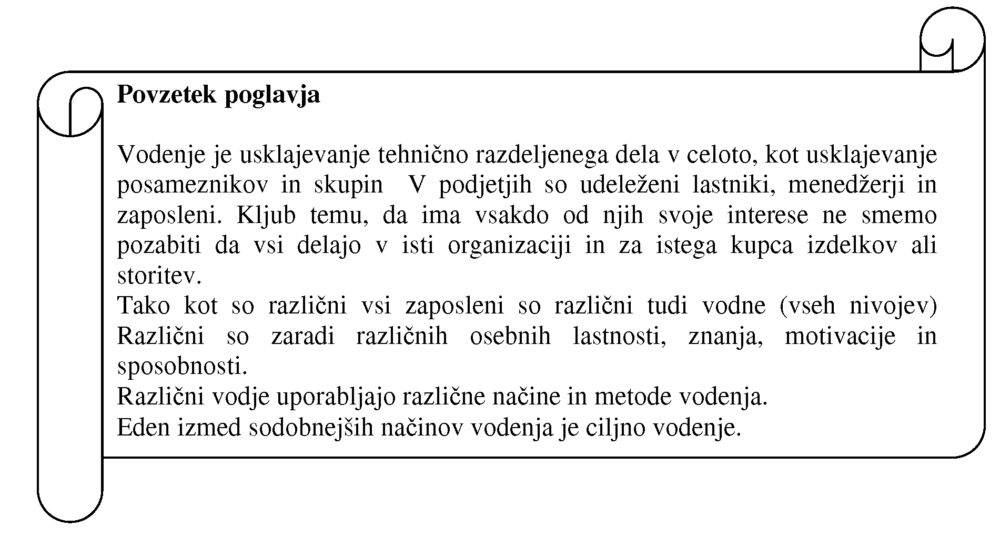 Povzetek poglavja
Vodenje je usklajevanje tehnično razdeljenega dela v celoto, kot usklajevanje
posameznikov in skupin  V podjetjih so udeleženi lastniki, menedžerji in
zaposleni. Kljub temu, da ima vsakdo od njih svoje interese ne smemo
pozabiti da vsi delajo v isti organizaciji in za istega kupca izdelkov ali
storitev.
Tako kot so različni vsi zaposleni so različni tudi vodne (vseh nivojev)
Različni so zaradi različnih osebnih lastnosti, znanja, motivacije in
sposobnosti.
Različni vodje uporabljajo različne načine in metode vodenja.
Eden izmed sodobnejših načinov vodenja je ciljno vodenje.